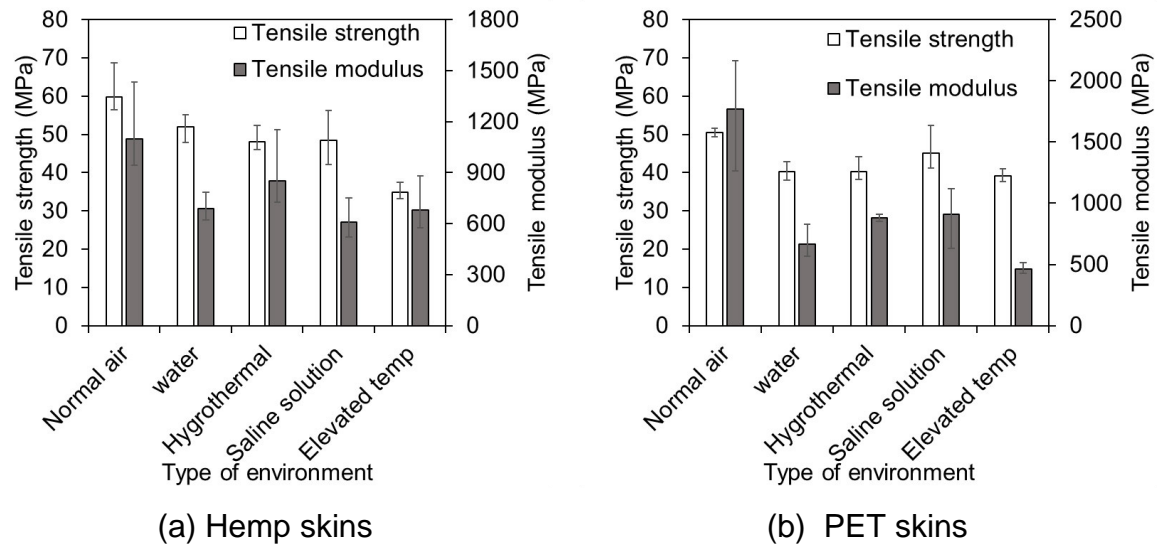 80
70
60
50
40
30
20
10
0
Tensile strength (MPa)
Tensile strength
Tensile modulus
1800
1500
1200
900
600
300
0
Tensile modulus (MPa)
Normal air
water
Hygrothermal
Saline solution
Elevated temp
Type of environment
(a) Hemp skins
80
70
60
50
40
30
20
10
0
Tensile strength (MPa)
Tensile strength
Tensile modulus
2500
2000
1500
1000
500
0
Tensile modulus (MPa)
Normal air
water
Hygrothermal
Saline solution
Elevated temp
Type of environment
(b) PET skins